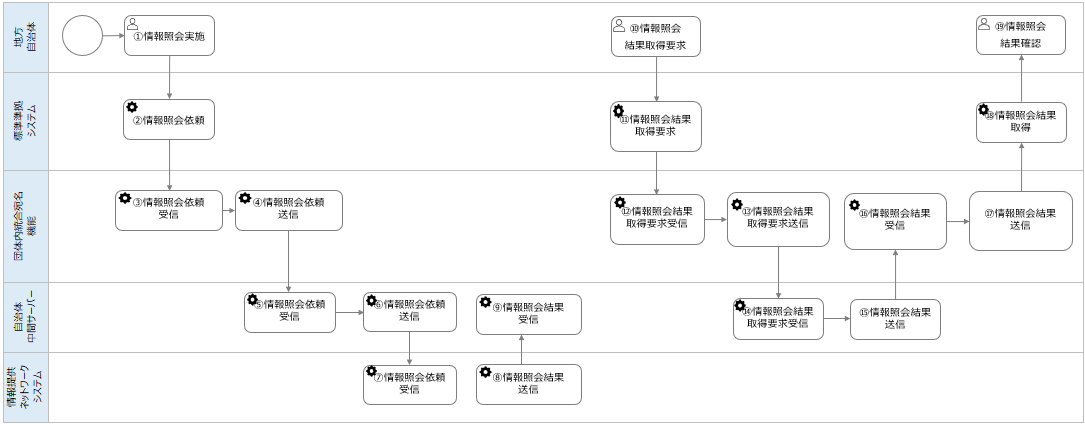 地方
自治体
①情報照会実施
⑩情報照会
結果取得要求
⑲情報照会
結果確認
標準準拠
システム
②情報照会依頼
⑪情報照会結果
取得要求
⑱情報照会結果
取得
団体内統合宛名
機能
③情報照会依頼
受信
④情報照会依頼
送信
⑫情報照会結果
取得要求受信
⑬情報照会結果
取得要求送信
⑯情報照会結果
受信
⑰情報照会結果
送信
自治体
中間サーバー
⑤情報照会依頼
受信
⑥情報照会依頼
送信
⑨情報照会結果
受信
⑭情報照会結果
取得要求受信
⑮情報照会結果
送信
情報提供
ネットワーク
システム
⑦情報照会依頼
受信
⑧情報照会結果
送信